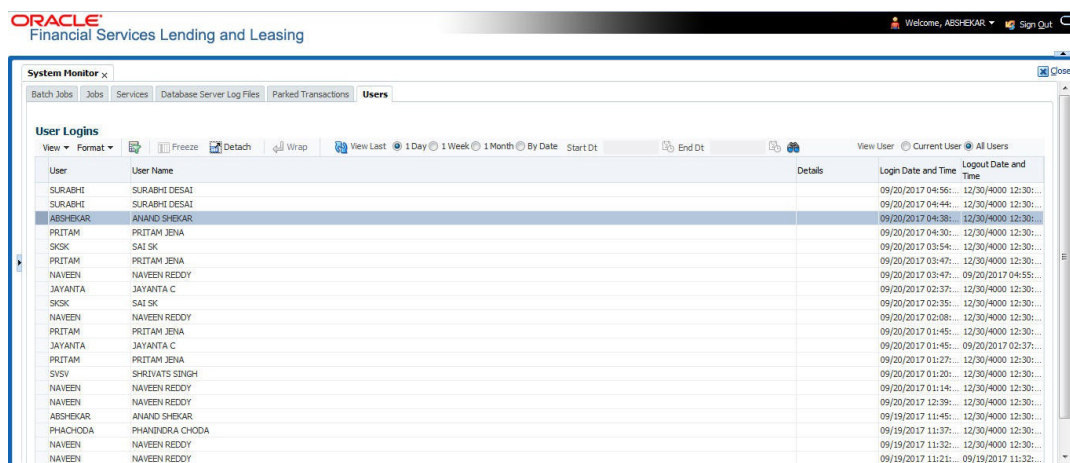 ORACLE
Financial Services Lending and Leasing
Welcome, ABSHEKAR Sign Out
System Monitor x
Close
Batch Jobs Jobs Services Database Server Log Files Parked Transactions Users
User Logins
View Format Freeze Detach Wrap View Last 1 Day 1 Week 1 Month By Date Start Dt End Dt View User Current User All Users
User User Name Details Login Date and Time Logout Date and Time
SURABHI SURABHI DESAI 09/20/2017 04:56:... 12/30/4000 12:30:...
SURABHI SURABHI DESAI 09/20/2017 04:44:... 12/30/4000 12:30:...
ABSHEKAR ANAND SHEKAR 09/20/2017 04:38:... 12/30/4000 12:30:...
PRITAM PRITAM JENA 09/20/2017 04:30:... 12/30/4000 12:30:...
SKSK SAI SK 09/20/2017 03:54:... 12/30/4000 12:30:...
PRITAM PRITAM JENA 09/20/2017 03:47:... 12/30/4000 12:30:...
NAVEEN NAVEEN REDDY 09/20/2017 03:47:... 09/20/2017 04:55:...
JAYANTA JAYANTA C 09/20/2017 02:37:... 12/30/4000 12:30:...
SKSK SAI SK 09/20/2017 02:35:... 12/30/4000 12:30:...
NAVEEN NAVEEN REDDY 09/20/2017 02:08:... 12/30/4000 12:30:...
PRITAM PRITAM JENA 09/20/2017 01:45:... 12/30/4000 12:30:...
JAYANTA JAYANTA C 09/20/2017 01:45:... 09/20/2017 02:37:...
PRITAM PRITAM JENA 09/20/2017 01:27:... 12/30/4000 12:30:...
SVSV SHRIVATS SINGH 09/20/2017 01:20:... 12/30/4000 12:30:...
NAVEEN NAVEEN REDDY 09/20/2017 01:14:... 12/30/4000 12:30:...
NAVEEN NAVEEN REDDY 09/20/2017 12:39:... 12/30/4000 12:30:...
ABSHEKAR ANAND SHEKAR 09/19/2017 11:45:... 12/30/4000 12:30:...
PHACHODA PHANINDRA CHODA 09/19/2017 11:37:... 12/30/4000 12:30:...
NAVEEN NAVEEN REDDY 09/19/2017 11:32:... 12/30/4000 12:30:...
NAVEEN NAVEEN REDDY 09/19/2017 11:21:... 09/19/2017 11:32:...